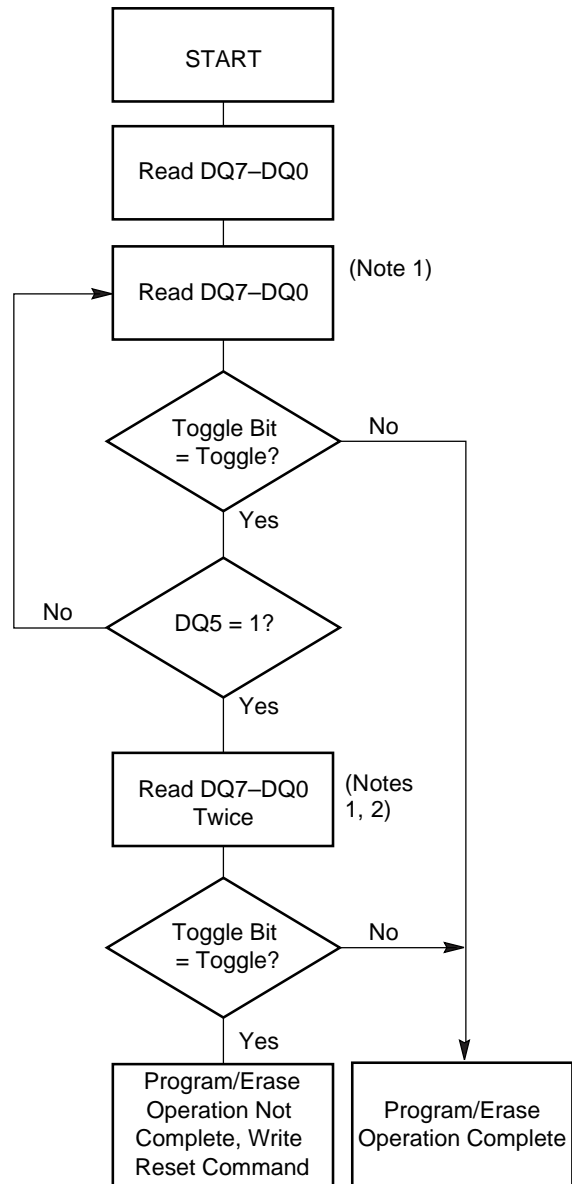 START
Read DQ7–DQ0
Read DQ7–DQ0
(Note 1)
Toggle Bit
= Toggle?
No
Yes
DQ5 = 1?
No
Yes
Read DQ7–DQ0
Twice
(Notes
1, 2)
Toggle Bit
= Toggle?
No
Yes
Program/Erase
Operation Not
Complete, Write
Reset Command
Program/Erase
Operation Complete